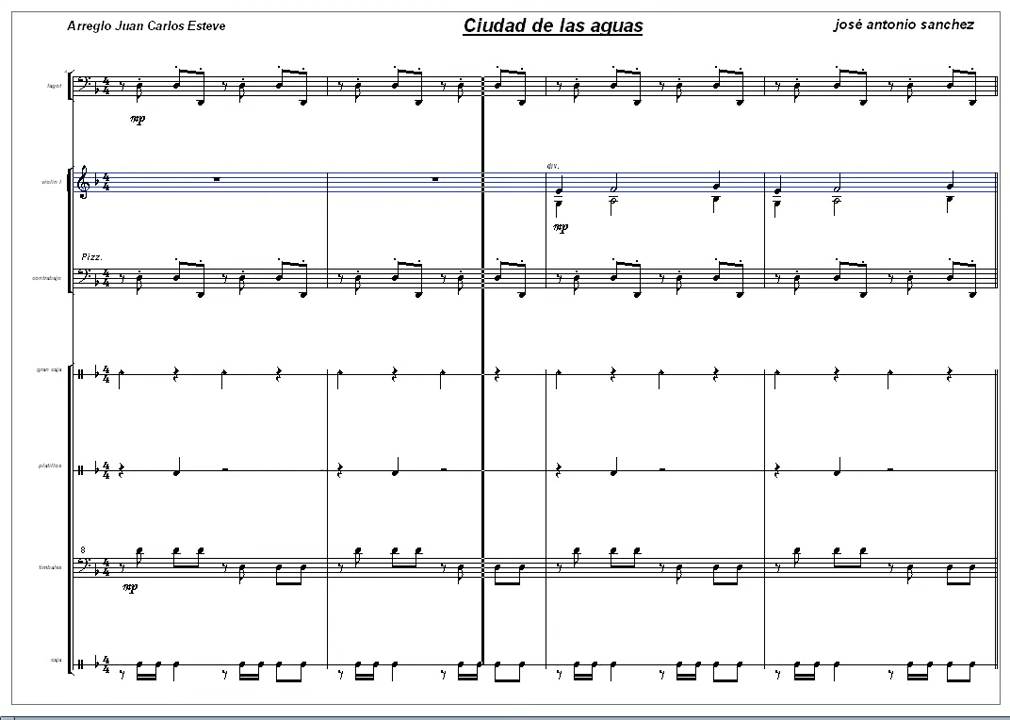 Arreglo Juan Carlos Esteve
Ciudad de las aguas
josé antonio sanchez
fagot
mp
violin I
div.
mp
Pizz.
contrabajo
gran caja
platillos
8
timbales
mp
caja